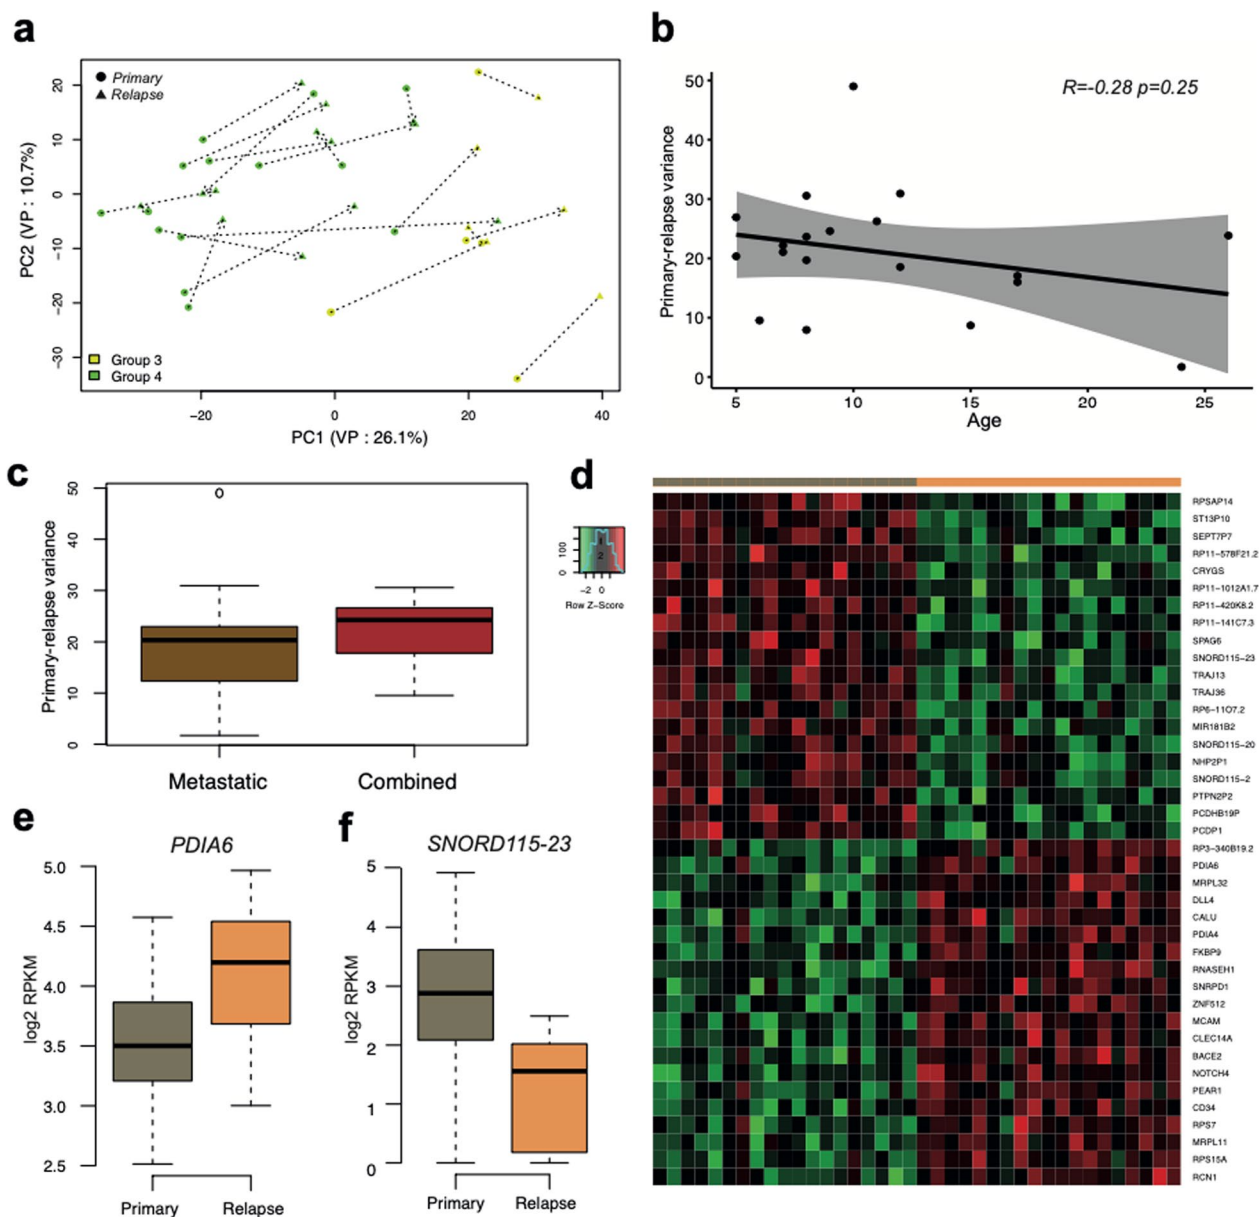 a
Primary
Relapse
Group 3
Group 4
PC2 (VP : 10.7%)
20
10
0
−10
−20
−30
−20
0
20
40
PC1 (VP : 26.1%)
b
R=-0.28 p=0.25
Primary-relapse variance
50
40
30
20
10
0
5
10
15
20
25
Age
c
Primary-relapse variance
50
40
30
20
10
0
Metastatic
Combined
d
0
100
2
−2
0
Row Z-Score
RPSAP14
ST13P10
SEPT7P7
RP11-578F21.2
CRYGS
RP11-1012A1.7
RP11-420K8.2
RP11-141C7.3
SPAG6
SNORD115-23
TRAJ13
TRAJ36
RP6-11O7.2
MIR181B2
SNORD115-20
NHP2P1
SNORD115-2
PTPN2P2
PCDHB19P
PCDP1
RP3-340B19.2
PDIA6
MRPL32
DLL4
CALU
PDIA4
FKBP9
RNASEH1
SNRPD1
ZNF512
MCAM
CLEC14A
BACE2
NOTCH4
PEAR1
CD34
RPS7
MRPL11
RPS15A
RCN1
e
PDIA6
log2 RPKM
5.0
4.5
4.0
3.5
3.0
2.5
Primary
Relapse
f
SNORD115-23
log2 RPKM
5
4
3
2
1
0
Primary
Relapse